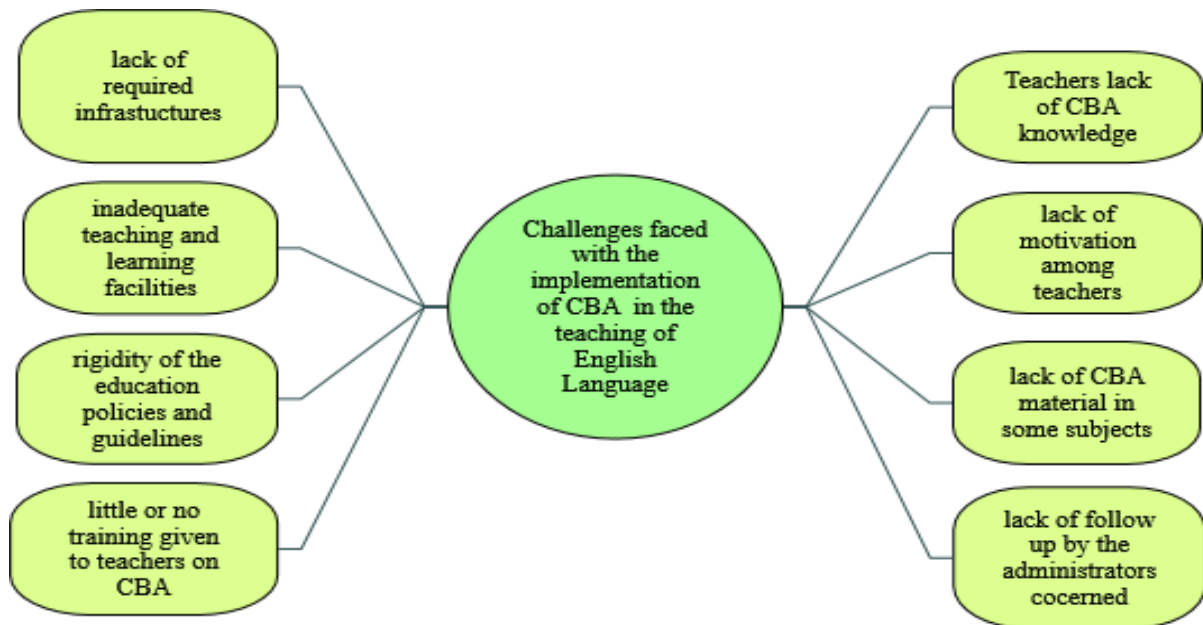 lack of
required
infrastuctures
inadequate
teaching and
learning
facilities
rigidity of the
education
policies and
guidelines
little or no
training given
to teachers on
CBA
Challenges faced
with the
implementation
of CBA in the
teaching of
English
Language
Teachers lack
of CBA
knowledge
lack of
motivation
among
teachers
lack of CBA
material in
some subjects
lack of follow
up by the
administrators
cocerned